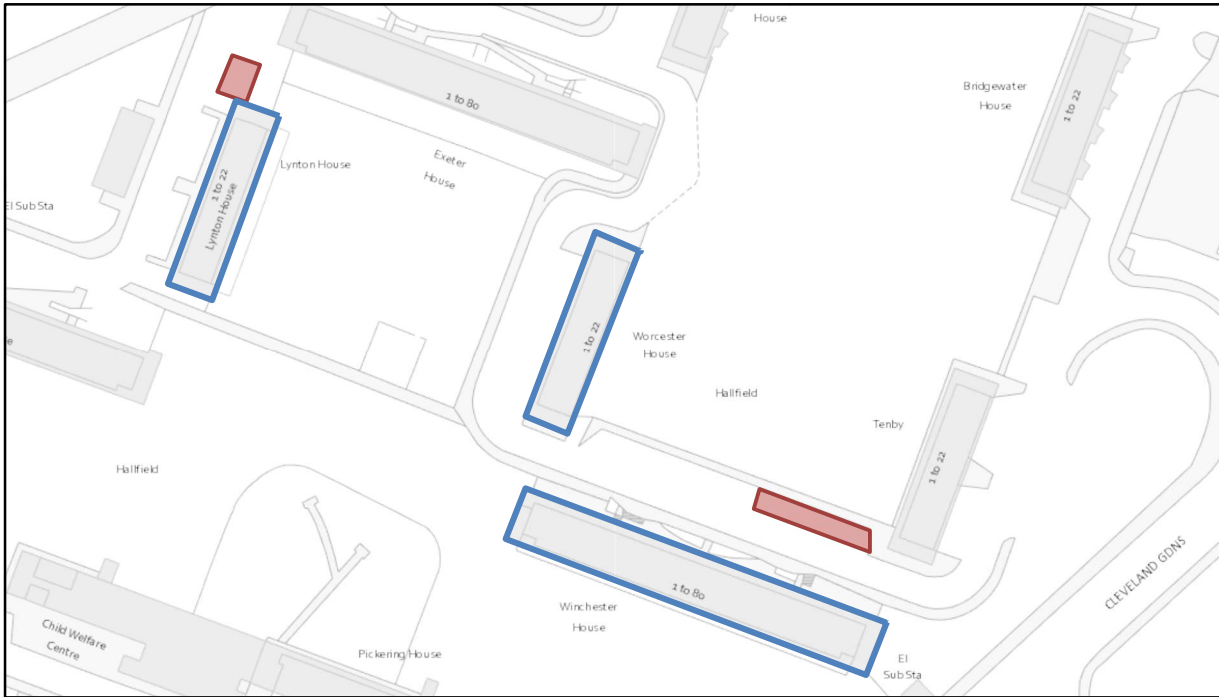 House
1 to 80
Bridgewater
House
1 to 22
Lynton House
Exeter
House
1 to 22
Lynton House
El Sub Sta
Worcester
House
1 to 22
e
Hallfield
Tenby
1 to 22
Hallfield
1 to 80
Winchester
House
CLEVELAND GDNS
Child Welfare
Centre
Pickering House
El
Sub Sta